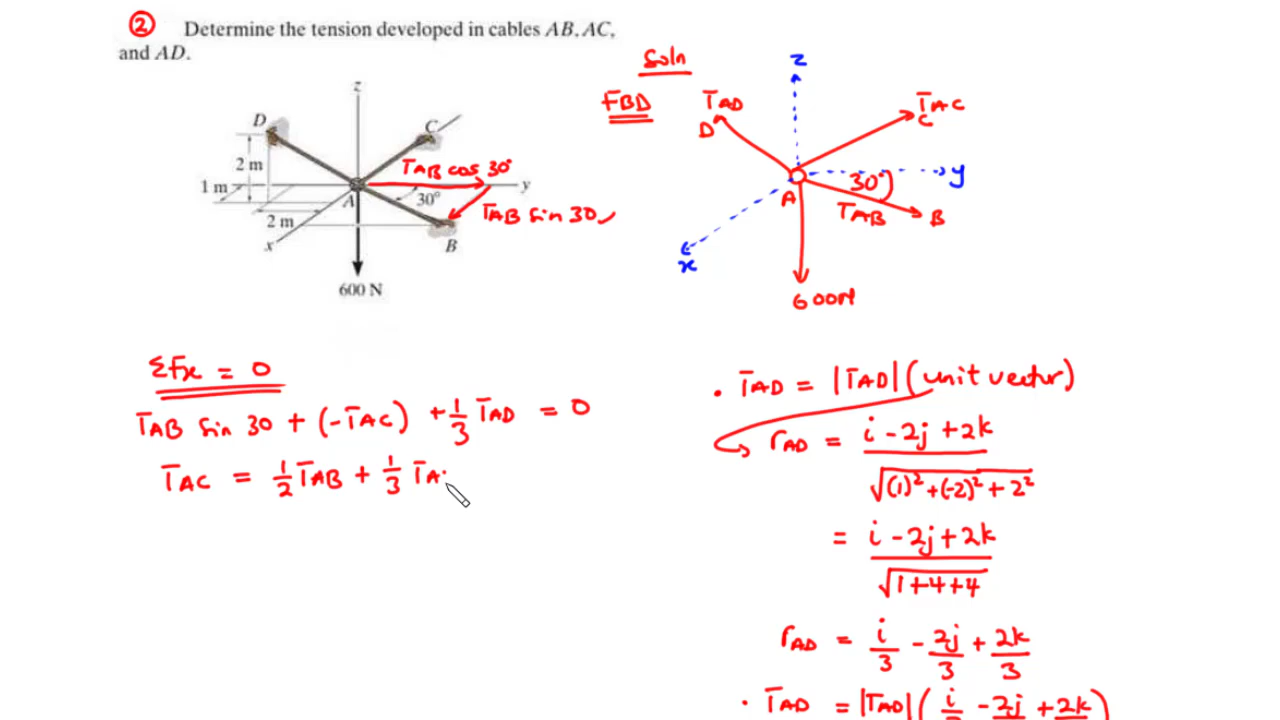 ② Determine the tension developed in cables AB, AC,
and AD.
z
D
C
2 m
1 m
A
2 m
x
30°
y
B
600 N
TAB cos 30°
TAB sin 30
Soln
FBD
TAD
D
z
TAC
C
y
30°
A
TAB
B
x
600N
ΣFx = 0
TAB sin 30 + (-TAC) + 1/3 TAD = 0
TAC = 1/2 TAB + 1/3 TA
. TAD = |TAD| (unit vector)
rAD = i - 2j + 2k / √(1)² + (-2)² + 2²
= i - 2j + 2k / √1+4+4
rAD = i/3 - 2j/3 + 2k/3
. TAD = |TAD| ( i - 2j + 2k )